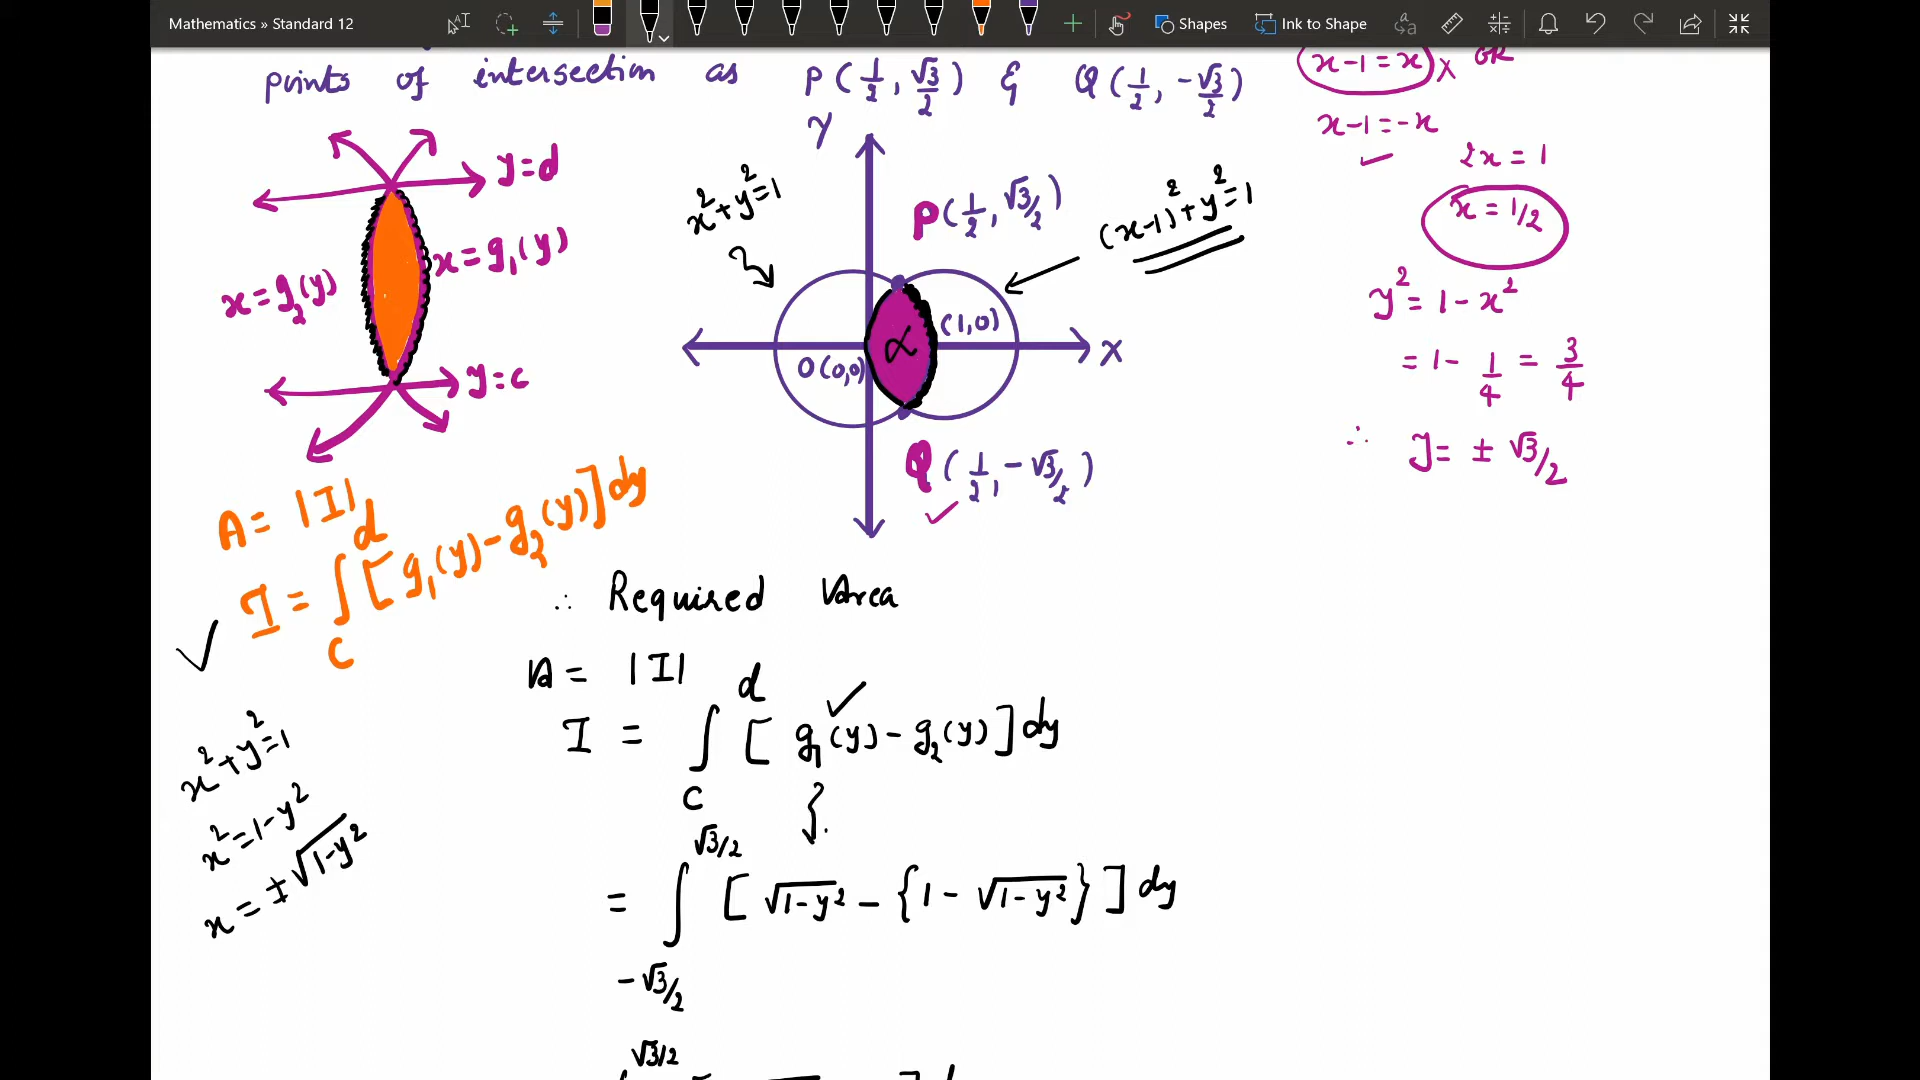 Mathematics » Standard 12
Shapes
Ink to Shape
points of intersection as P(1/2, √3/2) & Q(1/2, -√3/2)
x-1=x X OR
x-1=-x
2x=1
x=1/2
y²=1-x²
=1-1/4=3/4
∴ y=±√3/2
y=d
x=g₁(y)
x=g₂(y)
y=c
A=|I|
I=∫_c^d[g₁(y)-g₂(y)]dy
Y
x²+y²=1
P(1/2, √3/2)
(x-1)²+y²=1
(1,0)
α
O(0,0)
X
Q(1/2, -√3/2)
∴ Required Area
A=|I|
I=∫_c^d[g₁(y)-g₂(y)]dy
=∫_{-√3/2}^{√3/2}[√1-y²-{1-√1-y²}]dy
√3/2
x²+y²=1
x²=1-y²
x=±√1-y²